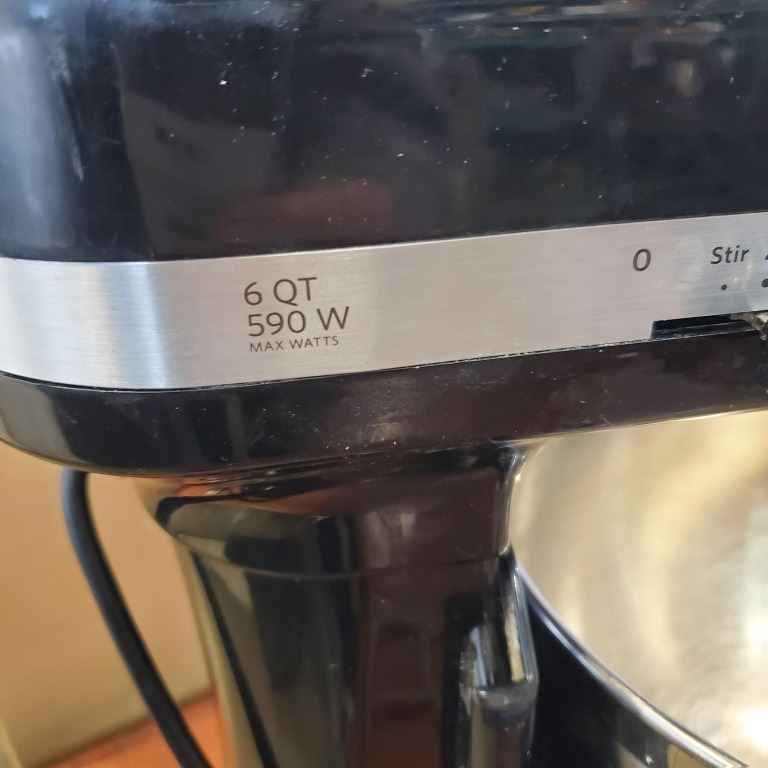 6 QT
590 W
MAX WATTS
0 Stir